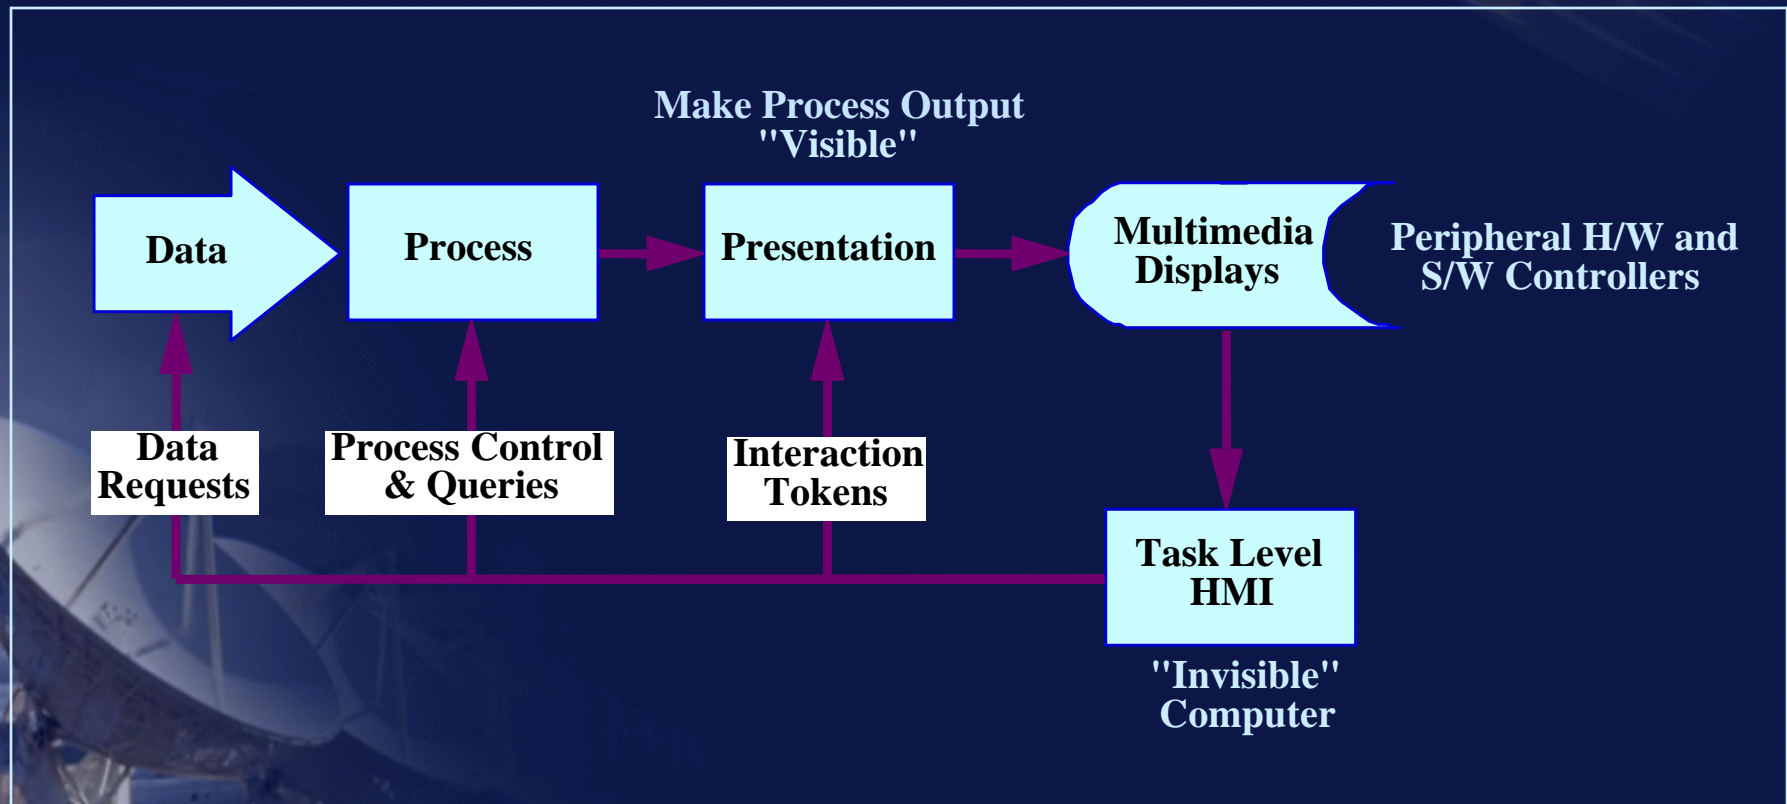 Make Process Output
"Visible"
Data
Process
Presentation
Multimedia
Displays
Peripheral H/W and
S/W Controllers
Data
Requests
Process Control
& Queries
Interaction
Tokens
Task Level
HMI
"Invisible"
Computer